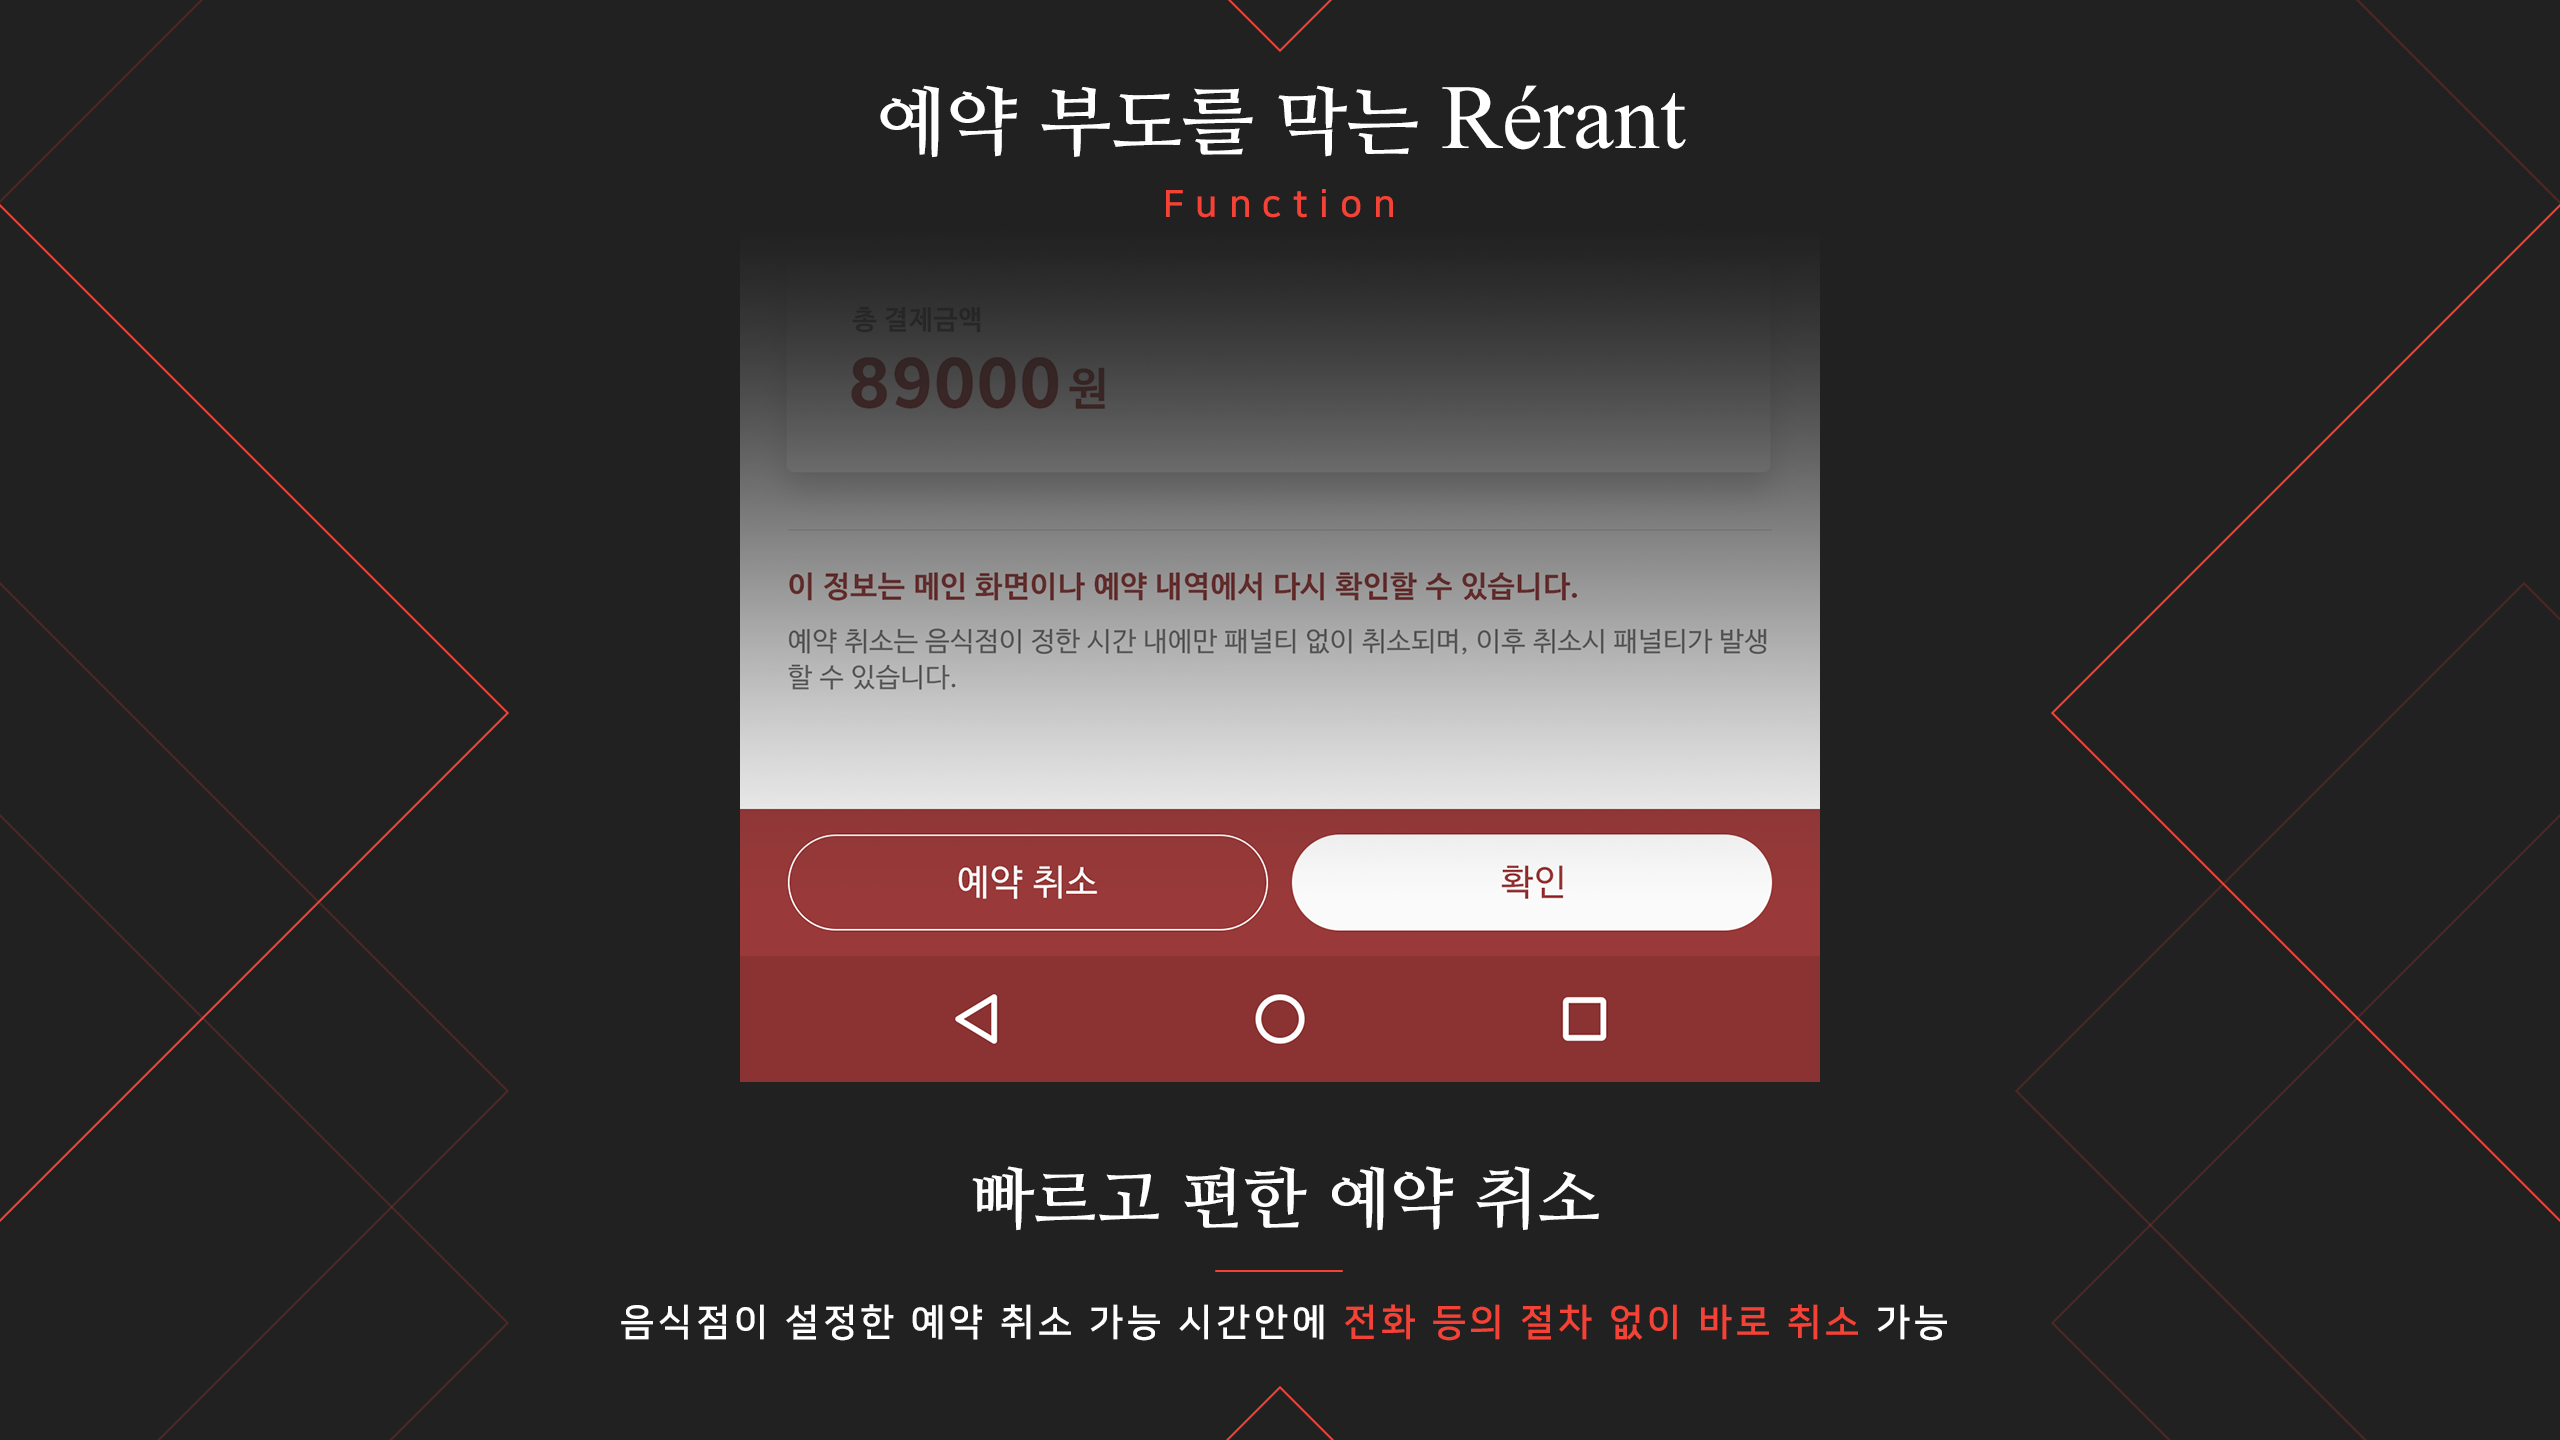 예약 부도를 막는 Rérant
Function
총 결제금액
89000원
이 정보는 메인 화면이나 예약 내역에서 다시 확인할 수 있습니다.
예약 취소는 음식점이 정한 시간 내에만 패널티 없이 취소되며, 이후 취소시 패널티가 발생
할 수 있습니다.
예약 취소
확인
빠르고 편한 예약 취소
음식점이 설정한 예약 취소 가능 시간안에 전화 등의 절차 없이 바로 취소 가능